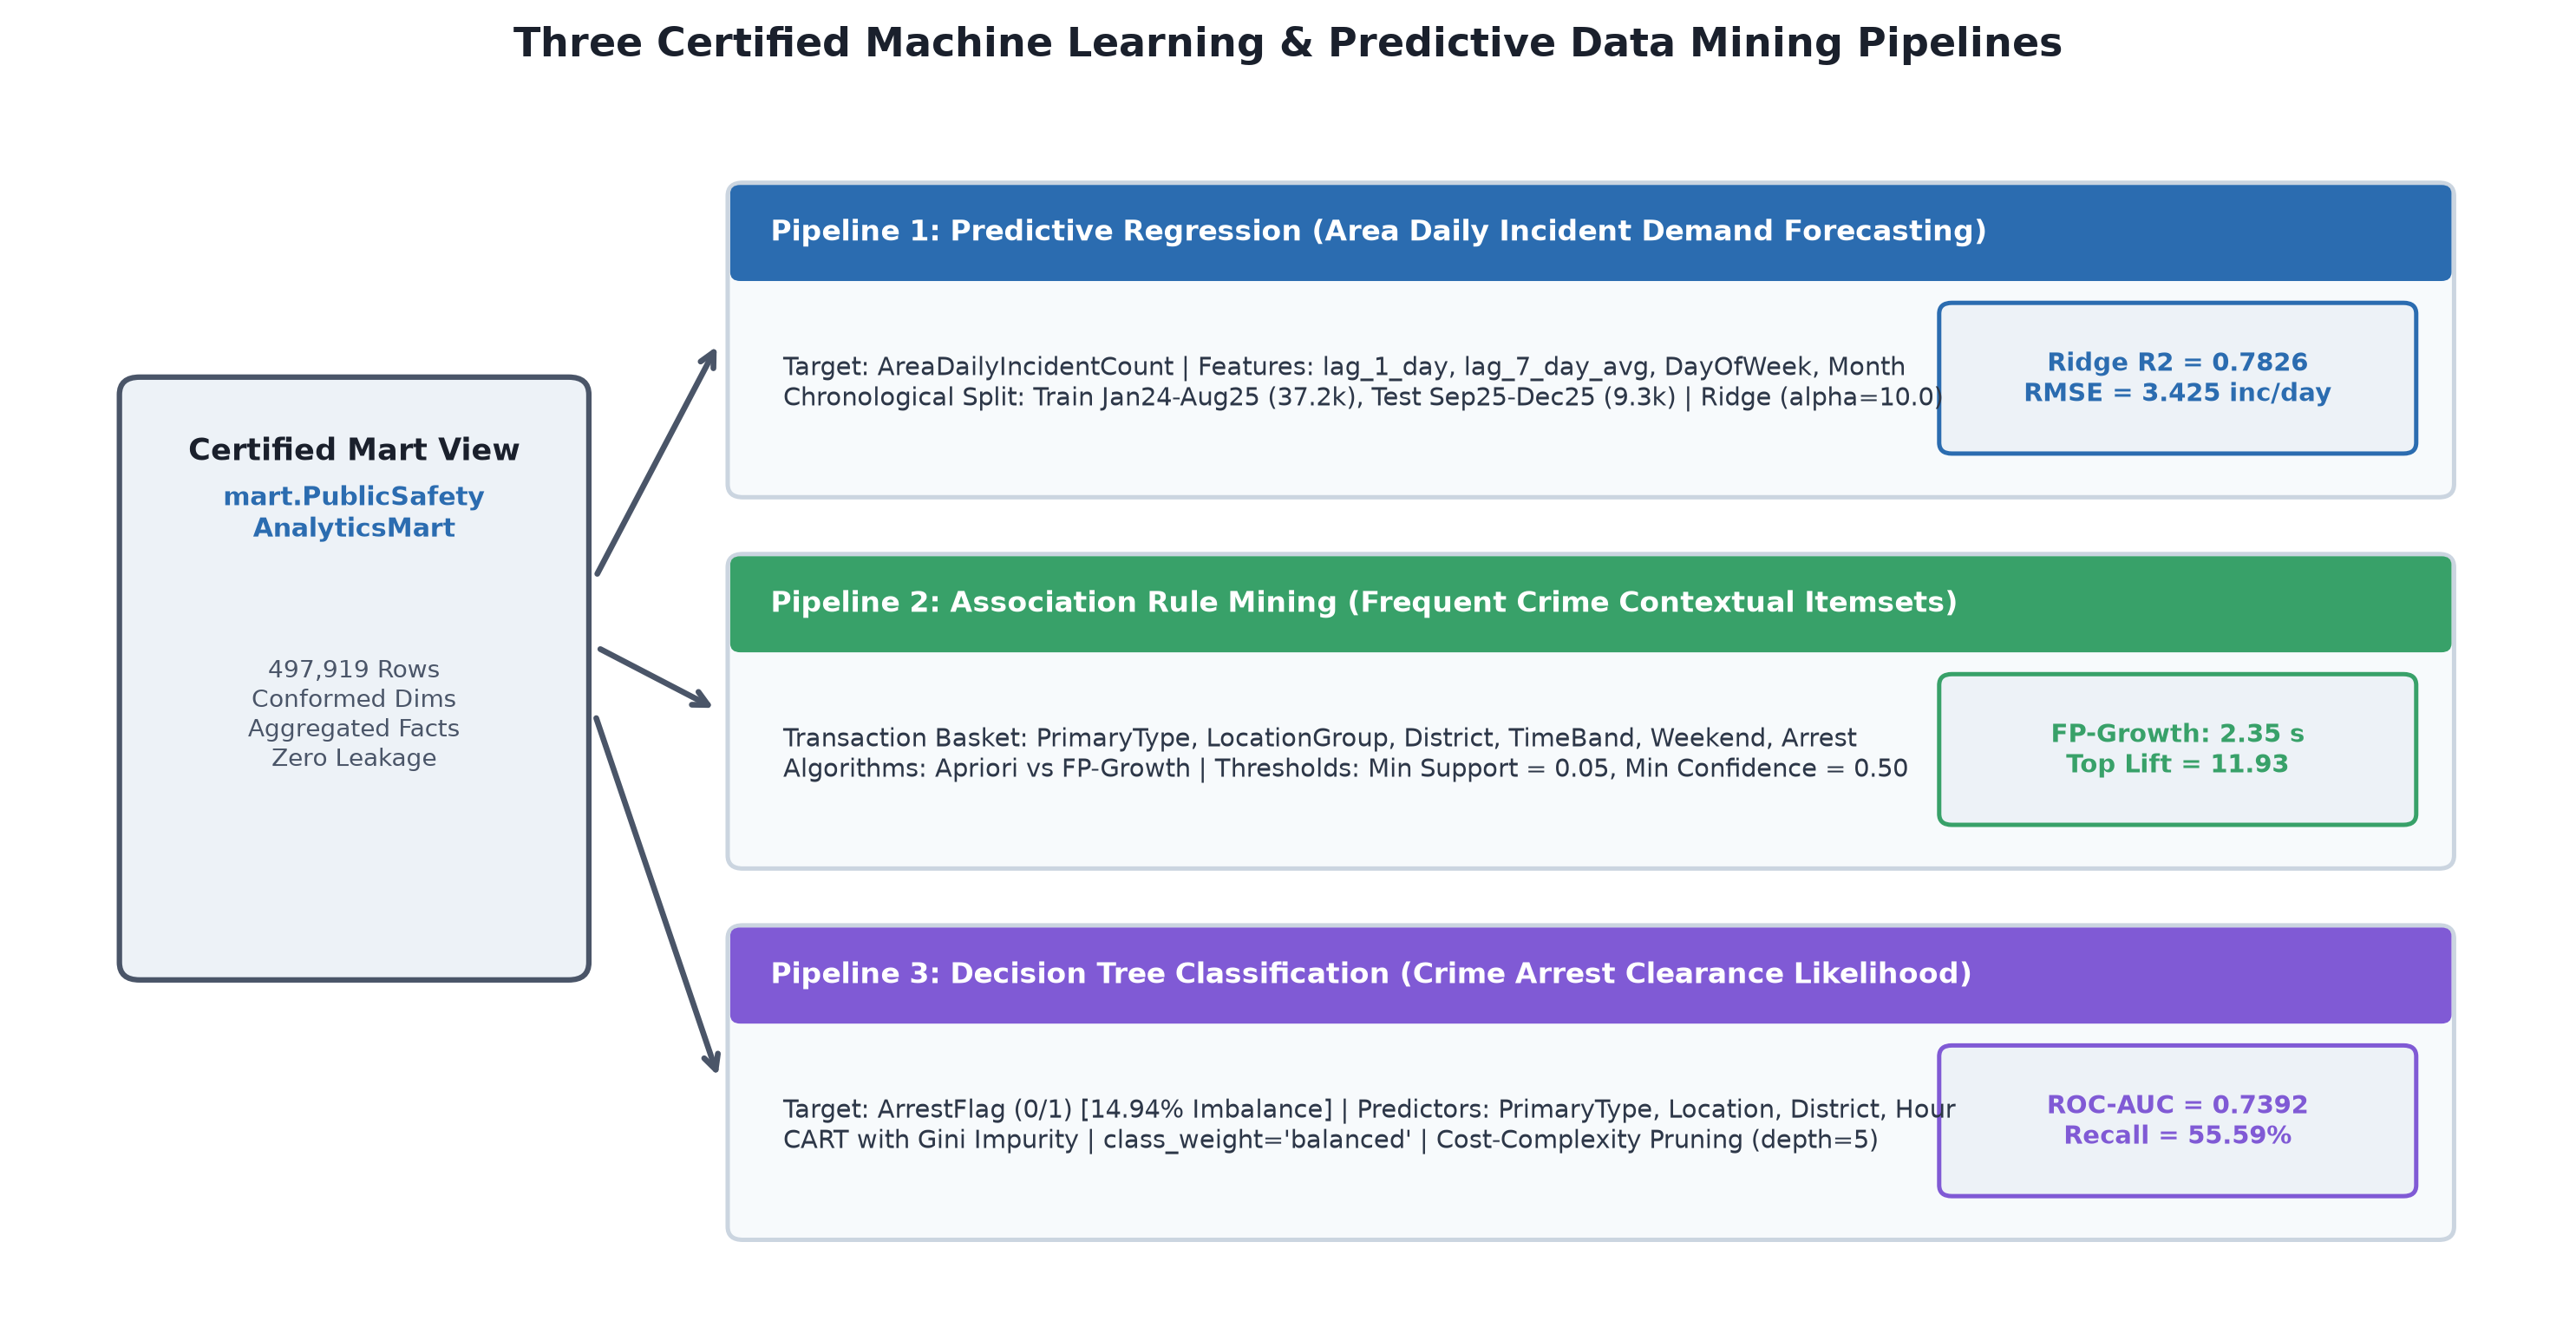 Three Certified Machine Learning & Predictive Data Mining Pipelines
Certified Mart View
mart.PublicSafety
AnalyticsMart
497,919 Rows
Conformed Dims
Aggregated Facts
Zero Leakage
Pipeline 1: Predictive Regression (Area Daily Incident Demand Forecasting)
Target: AreaDailyIncidentCount | Features: lag_1_day, lag_7_day_avg, DayOfWeek, Month
Chronological Split: Train Jan24-Aug25 (37.2k), Test Sep25-Dec25 (9.3k) | Ridge (alpha=10.0)
Ridge R2 = 0.7826
RMSE = 3.425 inc/day
Pipeline 2: Association Rule Mining (Frequent Crime Contextual Itemsets)
Transaction Basket: PrimaryType, LocationGroup, District, TimeBand, Weekend, Arrest
Algorithms: Apriori vs FP-Growth | Thresholds: Min Support = 0.05, Min Confidence = 0.50
FP-Growth: 2.35 s
Top Lift = 11.93
Pipeline 3: Decision Tree Classification (Crime Arrest Clearance Likelihood)
Target: ArrestFlag (0/1) [14.94% Imbalance] | Predictors: PrimaryType, Location, District, Hour
CART with Gini Impurity | class_weight='balanced' | Cost-Complexity Pruning (depth=5)
ROC-AUC = 0.7392
Recall = 55.59%